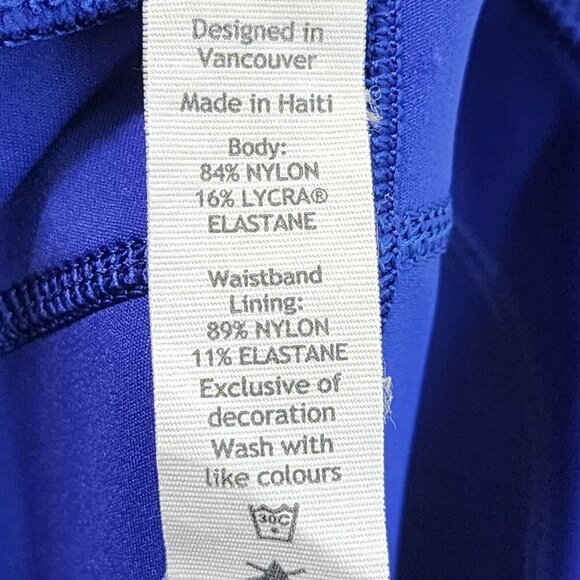 Designed in
Vancouver
Made in Haiti
Body:
84% NYLON
16% LYCRA®
ELASTANE
Waistband
Lining:
89% NYLON
11% ELASTANE
Exclusive of
decoration
Wash with
like colours
30C